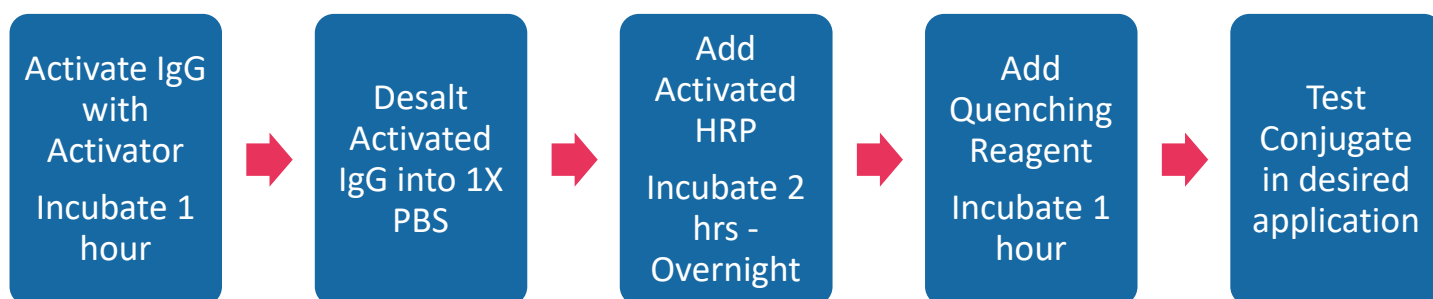 Activate IgG
with
Activator
Incubate 1
hour
Desalt
Activated
IgG into 1X
PBS
Add
Activated
HRP
Incubate 2
hrs -
Overnight
Add
Quenching
Reagent
Incubate 1
hour
Test
Conjugate
in desired
application